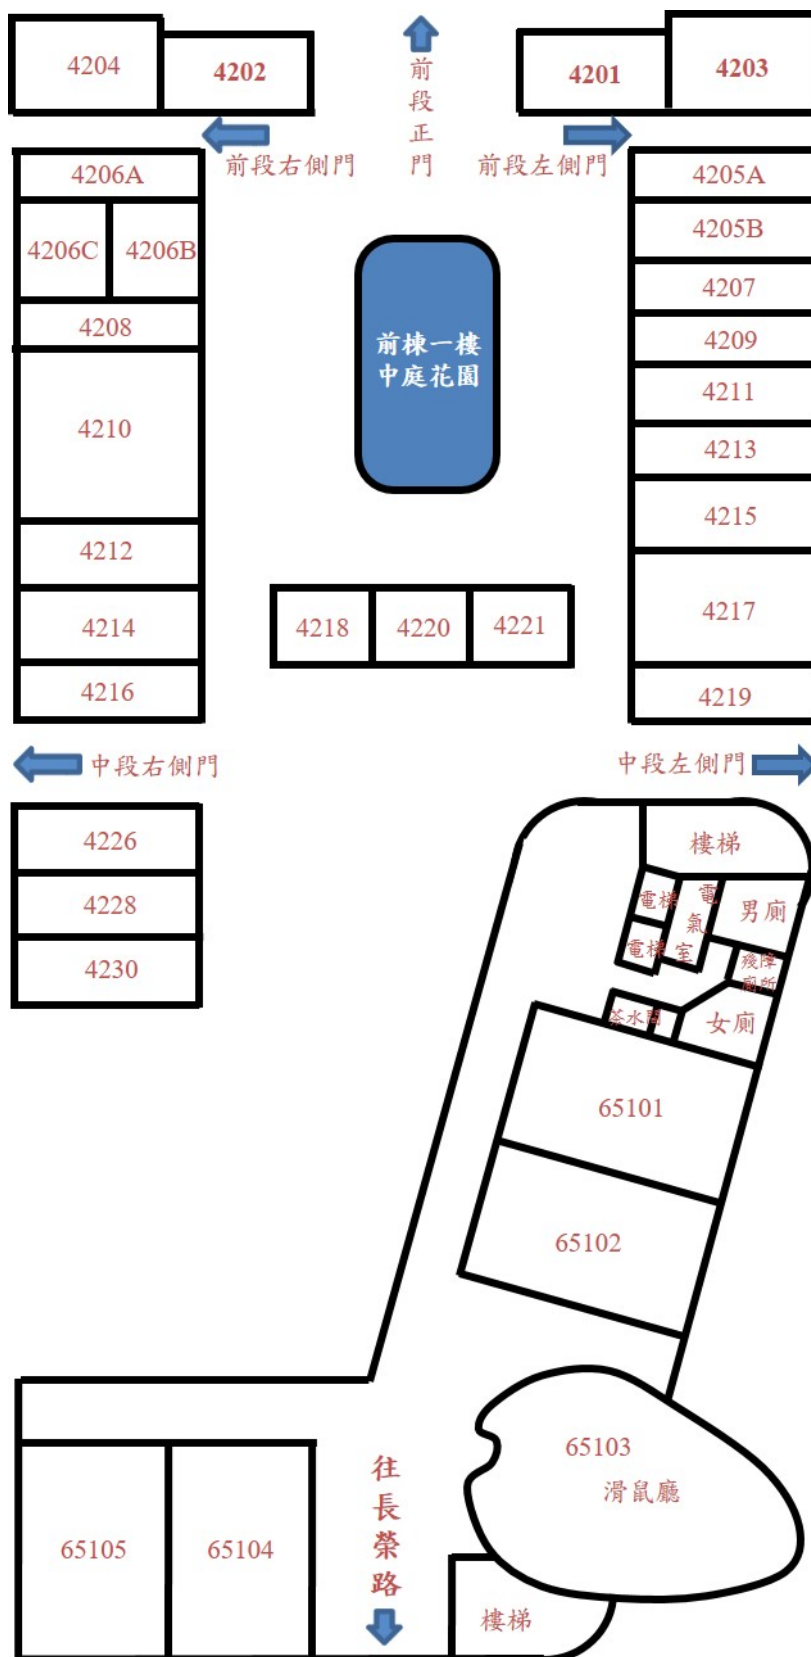 4204
4202
4201
4203
前段正門
前段右側門
前段左側門
4206A
4206C
4206B
4208
4210
4212
4214
4216
前棟一樓
中庭花園
4205A
4205B
4207
4209
4211
4213
4215
4217
4219
4218
4220
4221
中段右側門
中段左側門
4226
4228
4230
樓梯
電梯
電梯
電氣室
男廁
殘障
廁所
茶水間
女廁
65101
65102
65103
滑鼠廳
65105
65104
往長榮路
樓梯